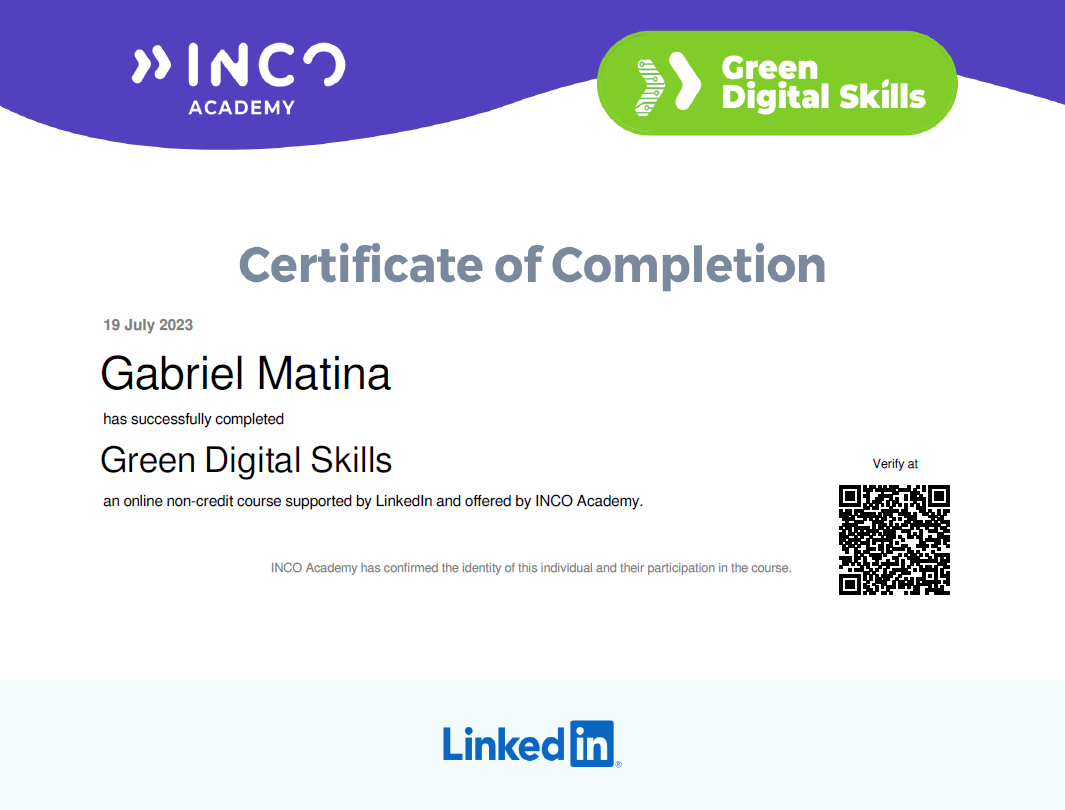 INCO
ACADEMY
Green
Digital Skills
Certificate of Completion
19 July 2023
Gabriel Matina
has successfully completed
Green Digital Skills
an online non-credit course supported by LinkedIn and offered by INCO Academy.
Verify at
INCO Academy has confirmed the identity of this individual and their participation in the course.
Linked in®